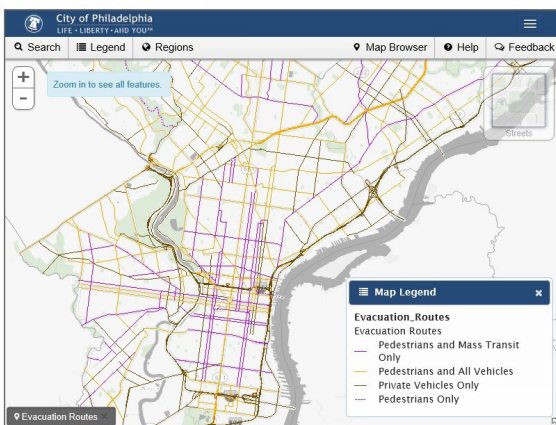 City of Philadelphia
LIFE • LIBERTY • AND YOU™
Search Legend Regions Map Browser Help Feedback
+
Zoom in to see all features.
-
Streets
Map Legend ×
Evacuation_Routes
Evacuation Routes
Pedestrians and Mass Transit
Only
Pedestrians and All Vehicles
Private Vehicles Only
Pedestrians Only
Evacuation Routes ×